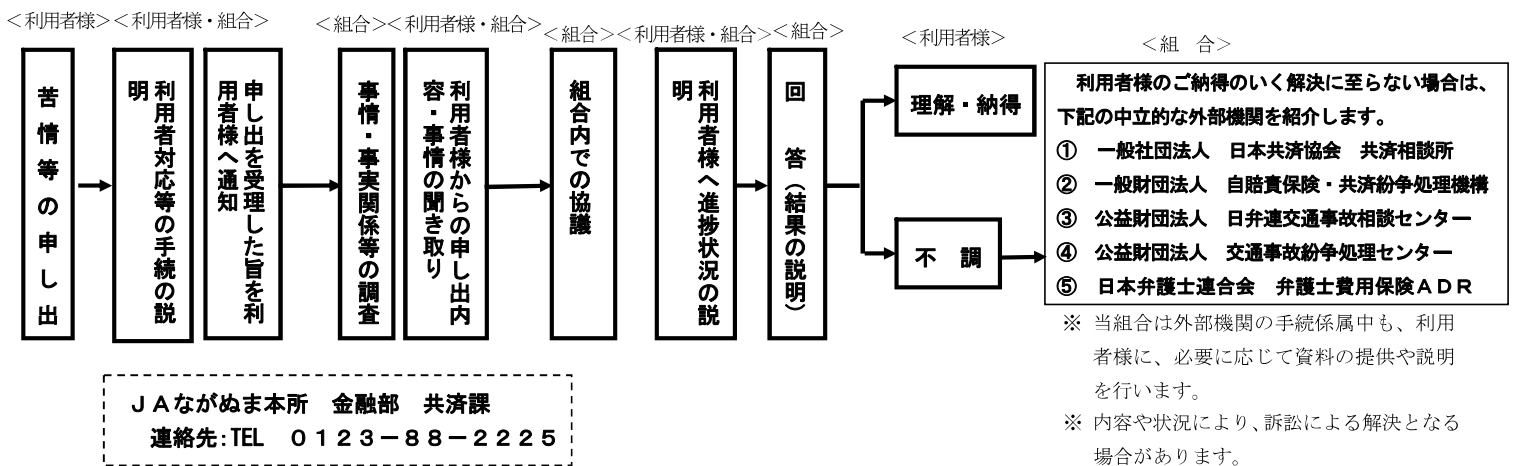 ＜利用者様＞
苦情等の申し出
＜利用者様・組合＞
利用者対応等の手続の説
明
申し出を受理した旨を利
用者様へ通知
＜組合＞
事情・事実関係等の調査
＜利用者様・組合＞
利用者様からの申し出内
容・事情の聞き取り
＜組合＞
組合内での協議
＜利用者様・組合＞
利用者様へ進捗状況の説
明
＜組合＞
回　答（結果の説明）
＜利用者様＞
理解・納得
不　調
＜組　合＞
利用者様のご納得のいく解決に至らない場合は、
下記の中立的な外部機関を紹介します。
①　一般社団法人　日本共済協会　共済相談所
②　一般財団法人　自賠責保険・共済紛争処理機構
③　公益財団法人　日弁連交通事故相談センター
④　公益財団法人　交通事故紛争処理センター
⑤　日本弁護士連合会　弁護士費用保険ＡＤＲ
※　当組合は外部機関の手続係属中も、利用
者様に、必要に応じて資料の提供や説明
を行います。
※　内容や状況により、訴訟による解決となる
場合があります。
ＪＡながぬま本所　金融部　共済課
連絡先：TEL　０１２３－８８－２２２５